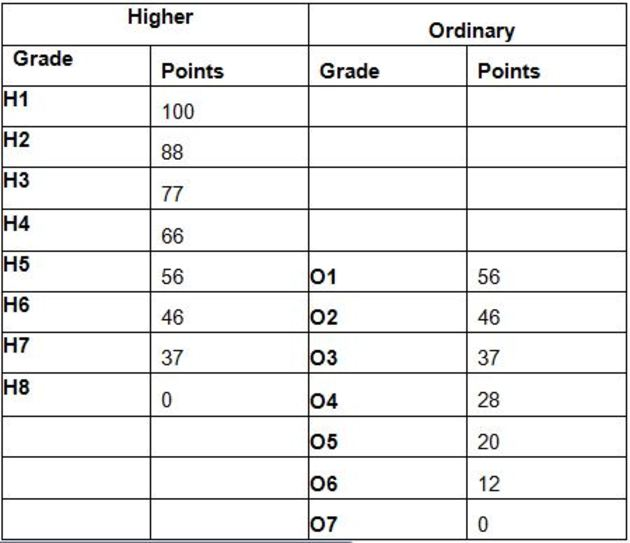 Higher Ordinary
Grade Points Grade Points
H1 100
H2 88
H3 77
H4 66
H5 56 O1 56
H6 46 O2 46
H7 37 O3 37
H8 0 O4 28
O5 20
O6 12
O7 0